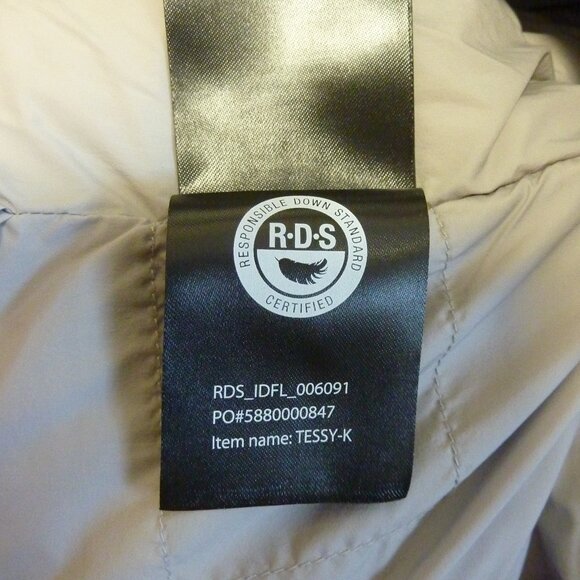 RESPONSIBLE DOWN STANDARD
R·D·S
CERTIFIED
RDS_IDFL_006091
PO#5880000847
Item name: TESSY-K